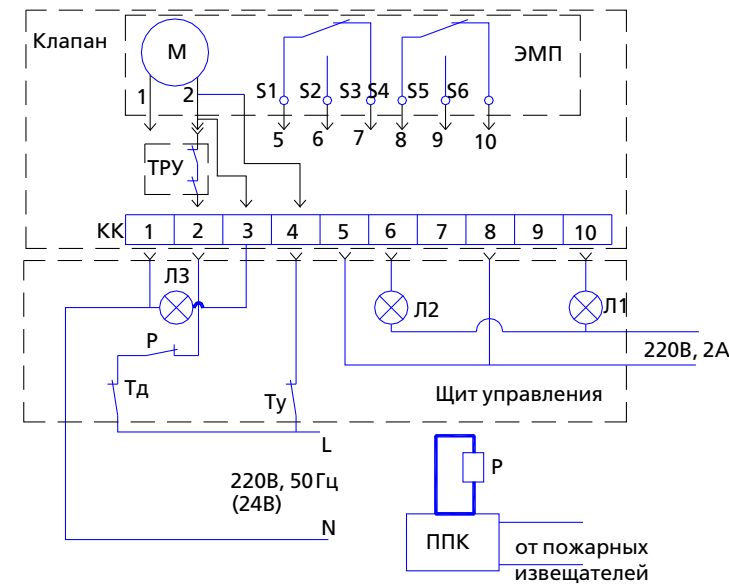 Клапан
М
ЭМП
1
2
S1 S2 S3 S4 S5 S6
5 6 7 8 9 10
ТРУ
КК 1 2 3 4 5 6 7 8 9 10
Л3
Л2
Л1
Р
220В, 2А
Тд
Ту
Щит управления
L
220В, 50 Гц
(24В)
N
Р
ППК
от пожарных
извещателей